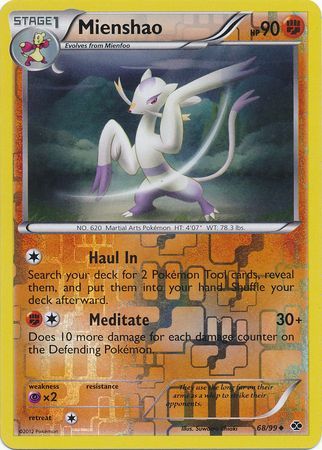 STAGE1 Mienshao HP90
Evolves from Mienfoo
NO. 620 Martial Arts Pokémon HT: 4'07" WT: 78.3 lbs.
Haul In
Search your deck for 2 Pokémon Tool cards, reveal
them, and put them into your hand. Shuffle your
deck afterward.
Meditate 30+
Does 10 more damage for each damage counter on
the Defending Pokémon.
weakness resistance
×2
retreat
They use the long fur on their
arms as a whip to strike their
opponents.
©2012 Pokémon Illus. Suwama Chiaki 68/99